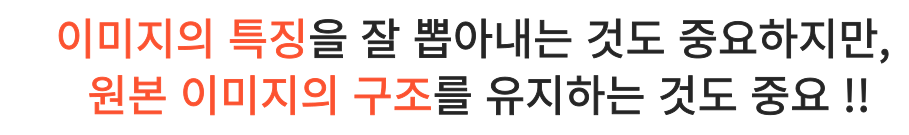 이미지의 특징을 잘 뽑아내는 것도 중요하지만,
원본 이미지의 구조를 유지하는 것도 중요 !!